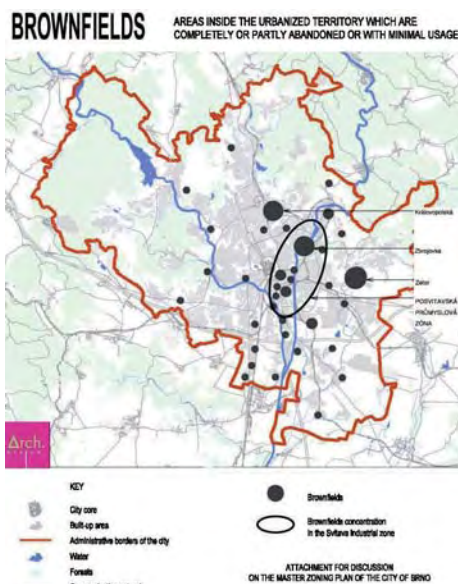 BROWNFIELDS
AREAS INSIDE THE URBANIZED TERRITORY WHICH ARE
COMPLETELY OR PARTLY ABANDONED OR WITH MINIMAL USAGE
Královopolská
Zbrojovka
Zetor
POSVITAVSKÁ
PRŮMYSLOVÁ
ZÓNA
Arch.
KEY
City core
Built-up area
Administrative borders of the city
Water
Forests
Brownfields
Brownfields concentration
in the Svitava Industrial zone
ATTACHMENT FOR DISCUSSION
ON THE MASTER ZONING PLAN OF THE CITY OF BRNO